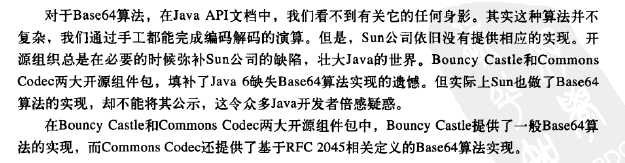 对于Base64算法，在Java API文档中，我们看不到有关它的任何身影。其实这种算法并不
复杂，我们通过手工都能完成编码解码的演算。但是，Sun公司依旧没有提供相应的实现。开
源组织总是在必要的时候弥补Sun公司的缺陷，壮大Java的世界。Bouncy Castle和Commons
Codec两大开源组件包，填补了Java 6缺失Base64算法实现的遗憾。但实际上Sun也做了Base64
算法的实现，却不能将其公示，这令众多Java开发者倍感疑惑。
在Bouncy Castle和Commons Codec两大开源组件包中，Bouncy Castle提供了一般Base64算
法的实现，而Commons Codec还提供了基于RFC 2045相关定义的Base64算法实现。